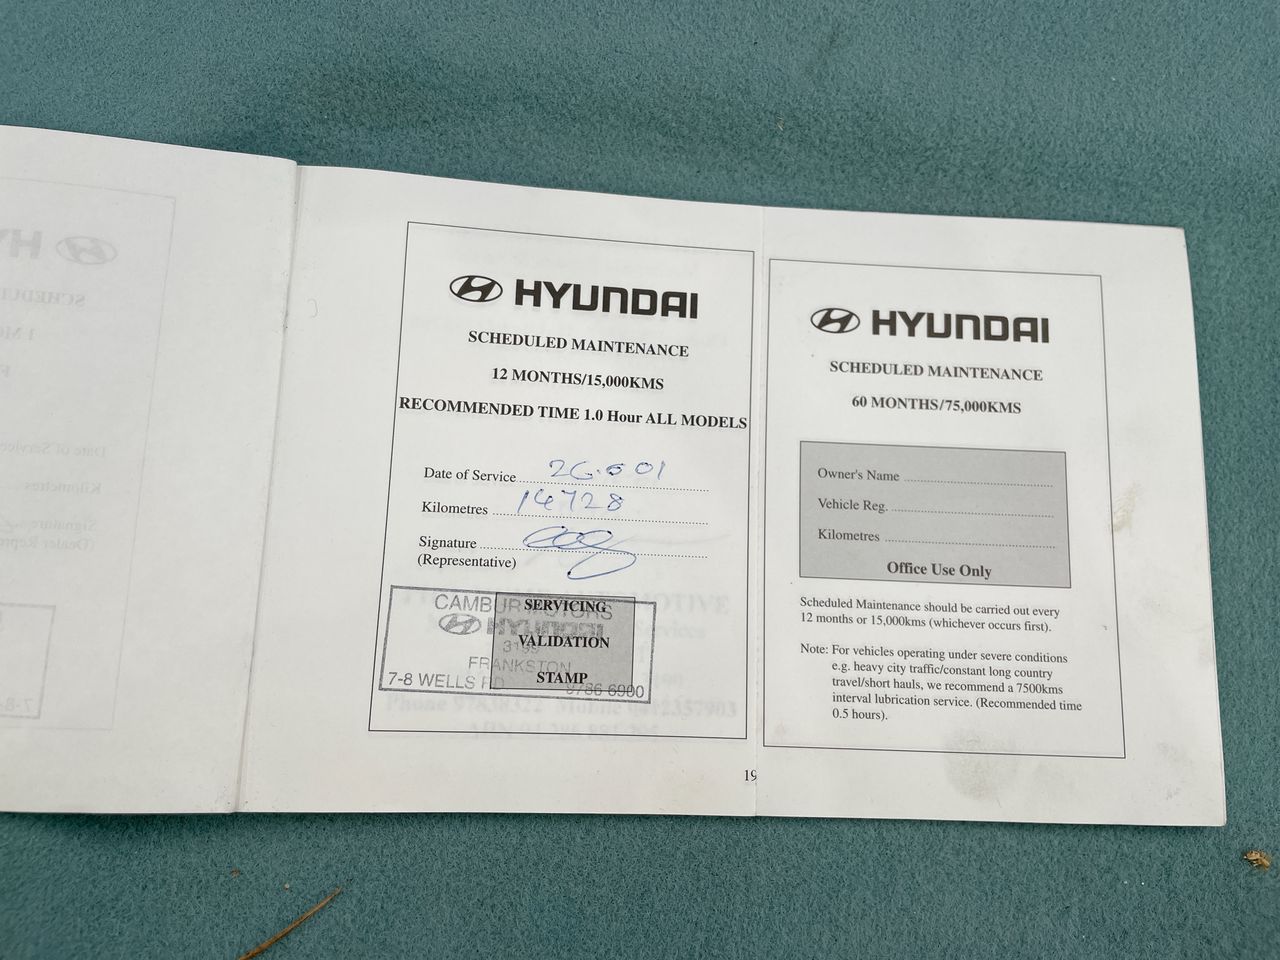 HYUNDAI
SCHEDULED MAINTENANCE
12 MONTHS/15,000KMS
RECOMMENDED TIME 1.0 Hour ALL MODELS
Date of Service
Kilometres 14728
Signature
(Representative)
CAMBUR MOTORS
HYUNDAI
3199
FRANKSTON
7-8 WELLS RD 9786 6900
SERVICING
VALIDATION
STAMP
19
HYUNDAI
SCHEDULED MAINTENANCE
60 MONTHS/75,000KMS
Owner's Name
Vehicle Reg.
Kilometres
Office Use Only
Scheduled Maintenance should be carried out every
12 months or 15,000kms (whichever occurs first).
Note: For vehicles operating under severe conditions
e.g. heavy city traffic/constant long country
travel/short hauls, we recommend a 7500kms
interval lubrication service. (Recommended time
0.5 hours).